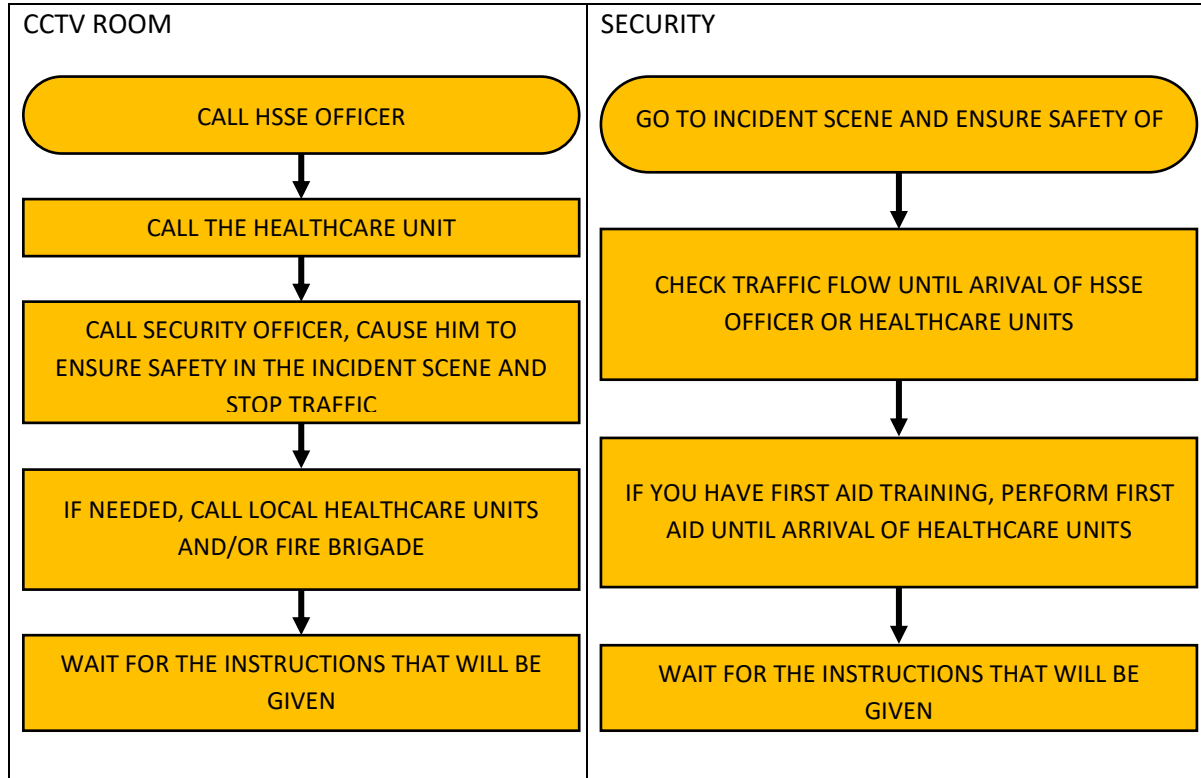 CCTV ROOM
CALL HSSE OFFICER
CALL THE HEALTHCARE UNIT
CALL SECURITY OFFICER, CAUSE HIM TO
ENSURE SAFETY IN THE INCIDENT SCENE AND
STOP TRAFFIC
IF NEEDED, CALL LOCAL HEALTHCARE UNITS
AND/OR FIRE BRIGADE
WAIT FOR THE INSTRUCTIONS THAT WILL BE
GIVEN
SECURITY
GO TO INCIDENT SCENE AND ENSURE SAFETY OF
CHECK TRAFFIC FLOW UNTIL ARIVAL OF HSSE
OFFICER OR HEALTHCARE UNITS
IF YOU HAVE FIRST AID TRAINING, PERFORM FIRST
AID UNTIL ARRIVAL OF HEALTHCARE UNITS
WAIT FOR THE INSTRUCTIONS THAT WILL BE
GIVEN